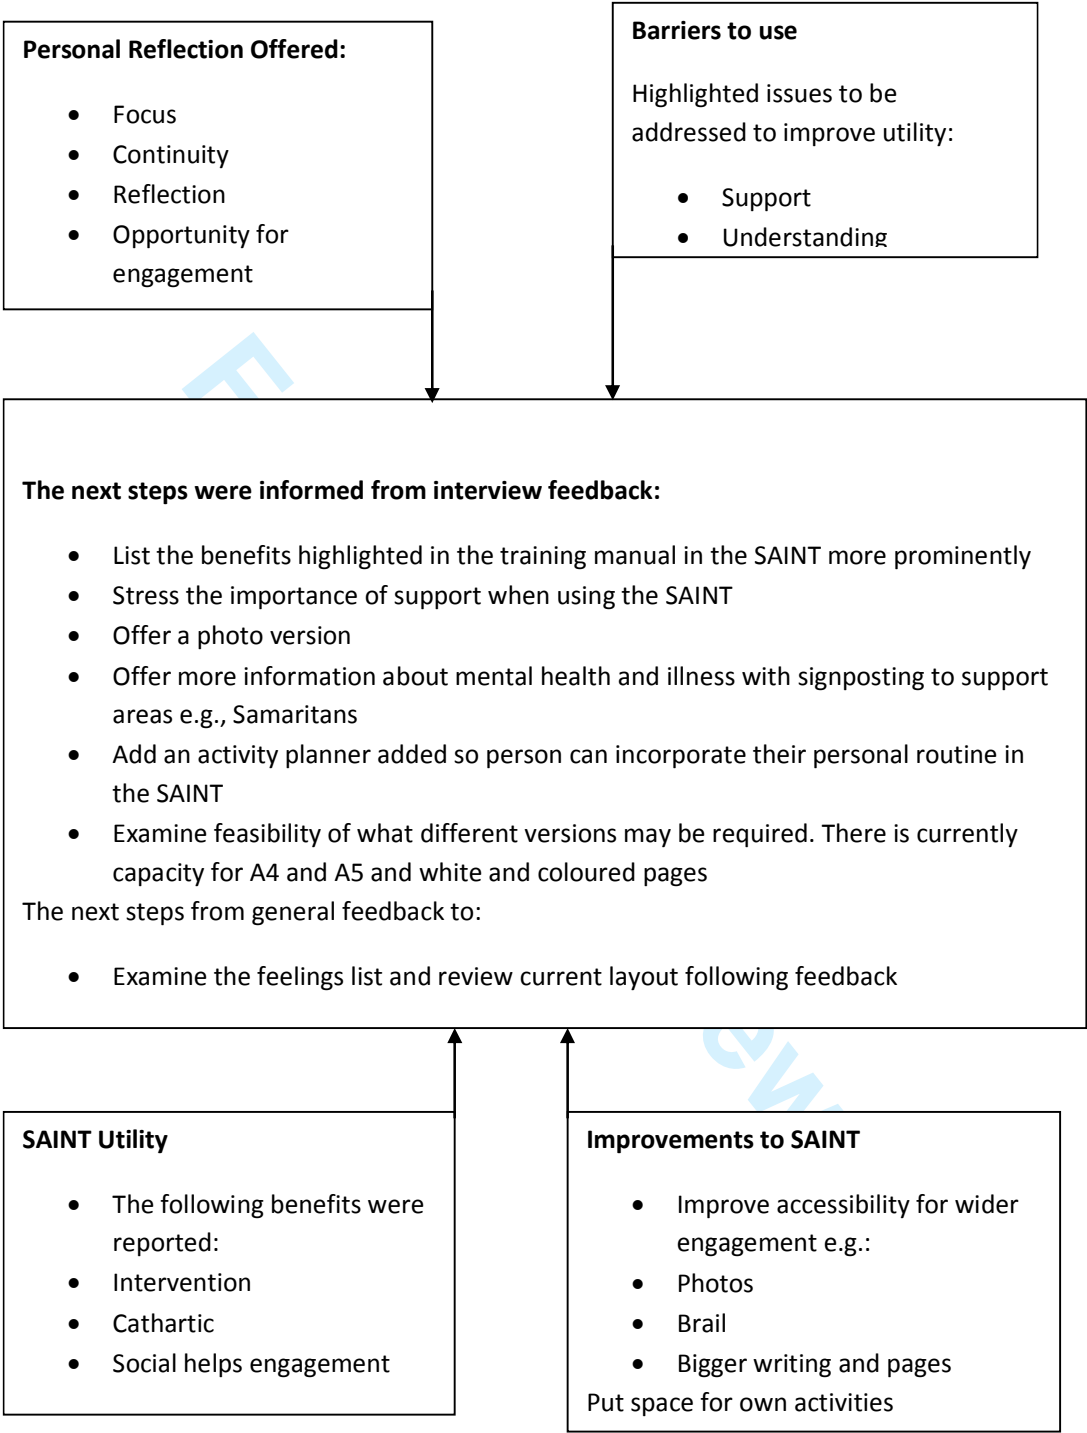 Personal Reflection Offered:
• Focus
• Continuity
• Reflection
• Opportunity for
engagement
Barriers to use
Highlighted issues to be
addressed to improve utility:
• Support
• Understanding
The next steps were informed from interview feedback:
• List the benefits highlighted in the training manual in the SAINT more prominently
• Stress the importance of support when using the SAINT
• Offer a photo version
• Offer more information about mental health and illness with signposting to support
areas e.g., Samaritans
• Add an activity planner added so person can incorporate their personal routine in
the SAINT
• Examine feasibility of what different versions may be required. There is currently
capacity for A4 and A5 and white and coloured pages
The next steps from general feedback to:
• Examine the feelings list and review current layout following feedback
SAINT Utility
• The following benefits were
reported:
• Intervention
• Cathartic
• Social helps engagement
Improvements to SAINT
• Improve accessibility for wider
engagement e.g.:
• Photos
• Brail
• Bigger writing and pages
Put space for own activities